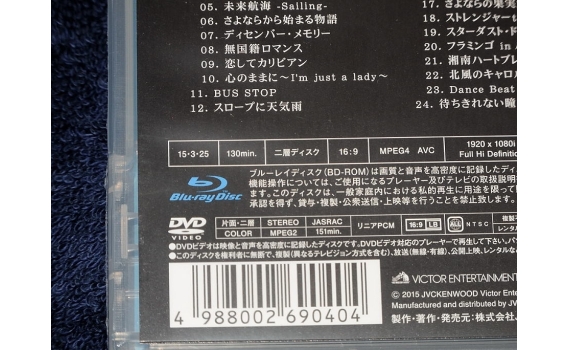 05. 未来航海 -Sailing-
06. さよならから始まる物語
07. ディセンバー・メモリー
08. 無国籍ロマンス
09. 恋してカリビアン
10. 心のままに～I'm just a lady～
11. BUS STOP
12. スロープに天気雨
17. さよならの果
18. ストレンジャーt
19. スターダスト・ド
20. フラミンゴ in
21. 湘南ハートブレ
22. 北風のキャロル
23. Dance Beat
24. 待ちきれない瞳
15・3・25 130min. 二層ディスク 16:9 MPEG4 AVC 1920 x 1080i
Full Hi Definition
Blu-ray Disc
ブルーレイディスク(BD-ROM)は画質と音声を高密度に記録したディス
機能操作については、ご使用になるプレーヤー及びテレビの取扱説明
ます。このディスクは、一般家庭内における私的再生に用途を限って
承認を得ず、貸与・複製・公衆送信・上映等を行うことを禁止致します。
DVD VIDEO
片面・二層 STEREO JASRAC リニアPCM 16:9 LB ALL NTSC
COLOR MPEG2 151min.
複製不
レンタル
●DVDビデオは映像と音声を高密度に記録したディスクです。DVDビデオ対応のプレーヤーで再生して下さい。
●このディスクを権利者に無断で、複製(異なるテレビジョン方式を含む)、放送(無線・有線)、公開上映、レンタルな
VICTOR ENTERTAINMENT
© 2015 JVCKENWOOD Victor Enter
Manufactured and distributed by JV
製作・著作・発売元：株式会社J
4 988002 690404